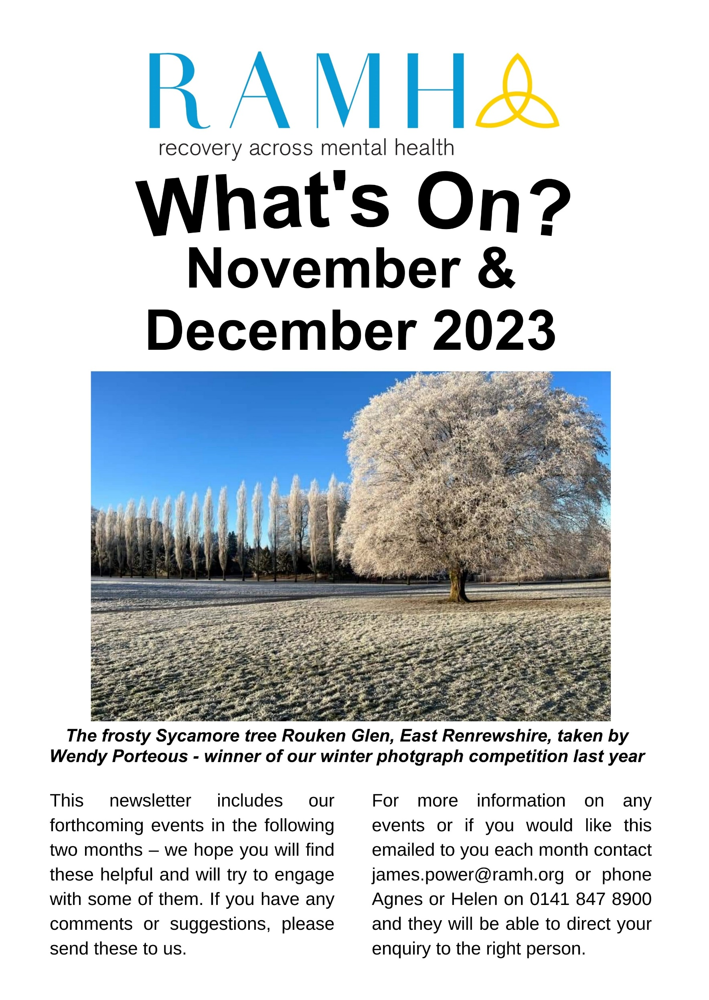 RAMH
recovery across mental health
What's On?
November &
December 2023
The frosty Sycamore tree Rouken Glen, East Renrewshire, taken by
Wendy Porteous - winner of our winter photgraph competition last year
This newsletter includes our
forthcoming events in the following
two months – we hope you will find
these helpful and will try to engage
with some of them. If you have any
comments or suggestions, please
send these to us.
For more information on any
events or if you would like this
emailed to you each month contact
james.power@ramh.org or phone
Agnes or Helen on 0141 847 8900
and they will be able to direct your
enquiry to the right person.